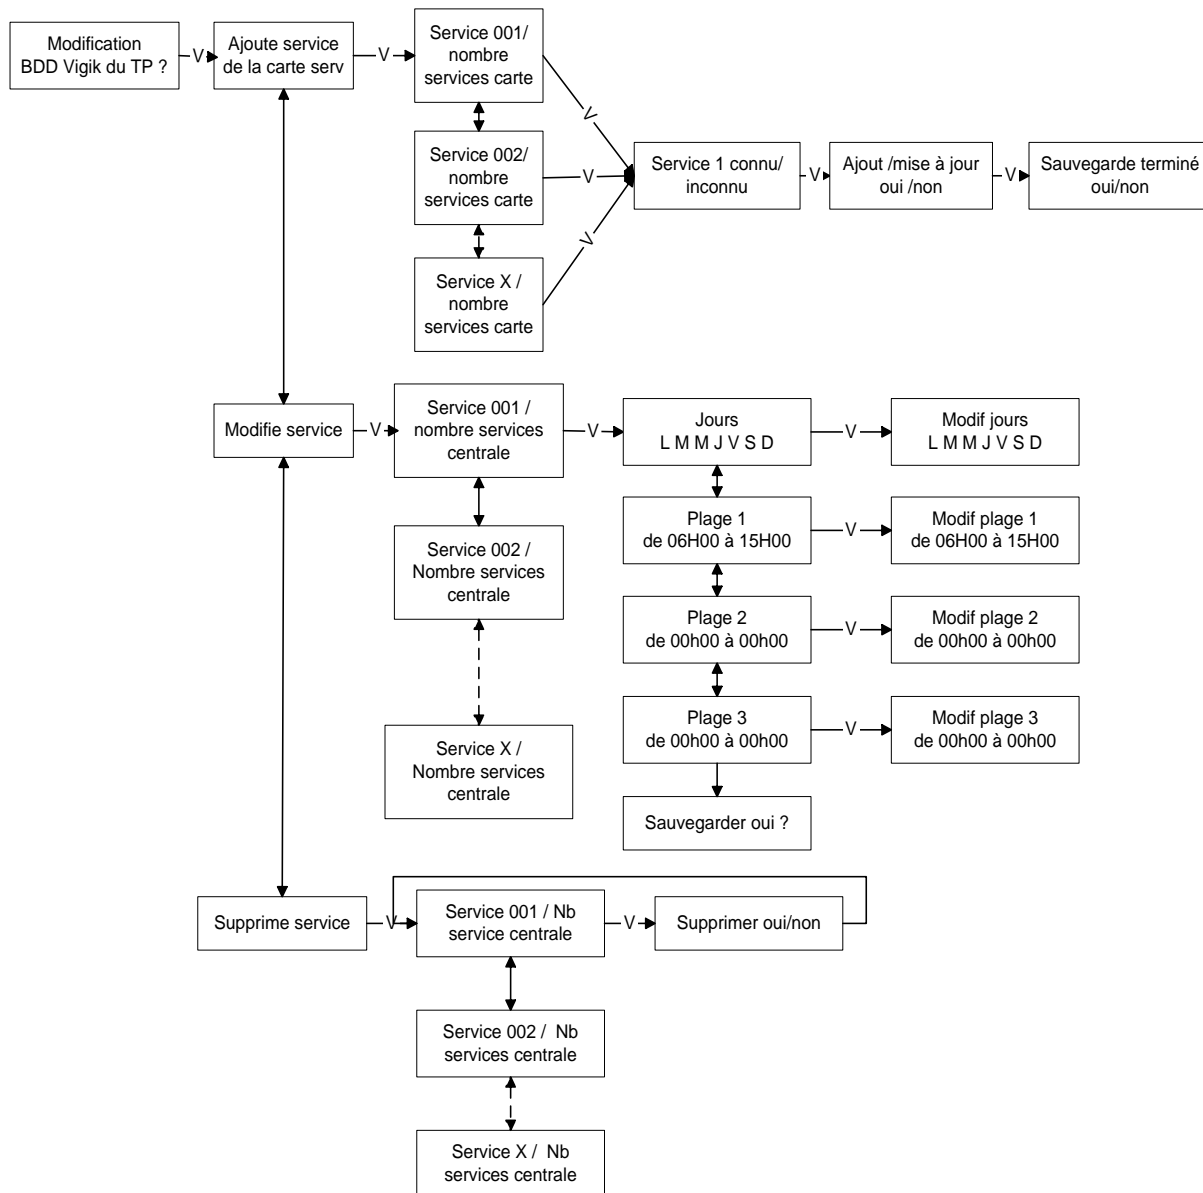 Modification
BDD Vigik du TP ?
V
Ajoute service
de la carte serv
V
Service 001/
nombre
services carte
V
Service 002/
nombre
services carte
V
Service X /
nombre
services carte
V
Service 1 connu/
inconnu
V
Ajout /mise à jour
oui /non
V
Sauvegarde terminé
oui/non
Modifie service
V
Service 001 /
nombre services
centrale
V
Jours
L M M J V S D
V
Modif jours
L M M J V S D
Service 002 /
Nombre services
centrale
Plage 1
de 06H00 à 15H00
V
Modif plage 1
de 06H00 à 15H00
Plage 2
de 00h00 à 00h00
V
Modif plage 2
de 00h00 à 00h00
Service X /
Nombre services
centrale
Plage 3
de 00h00 à 00h00
V
Modif plage 3
de 00h00 à 00h00
Sauvegarder oui ?
Supprime service
V
Service 001 / Nb
service centrale
V
Supprimer oui/non
Service 002 / Nb
services centrale
Service X / Nb
services centrale